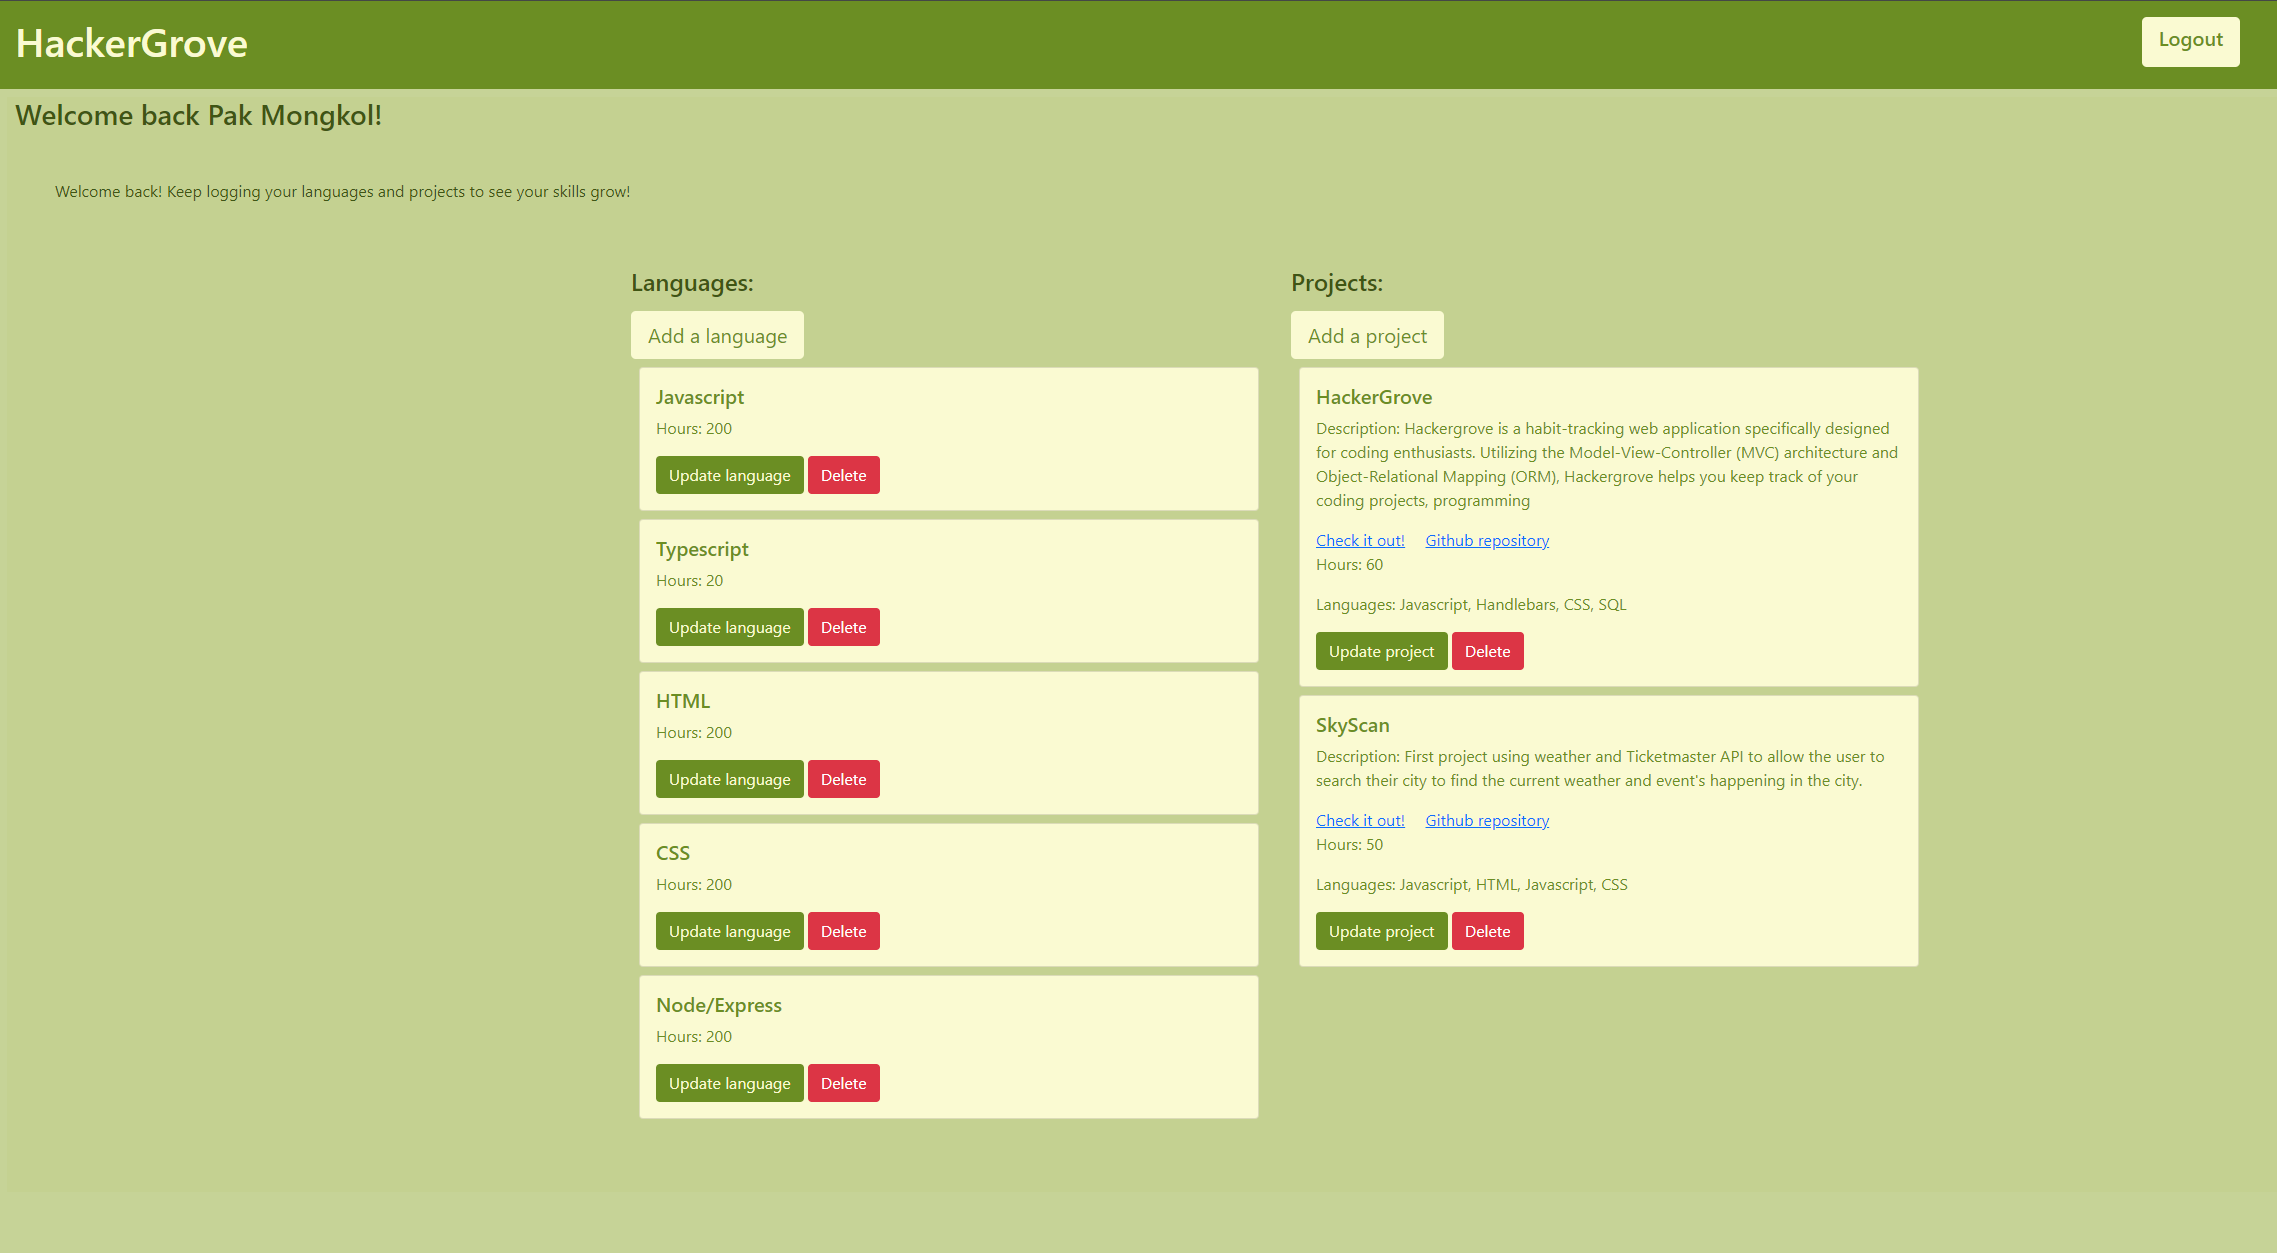 HackerGrove
Logout
Welcome back Pak Mongkol!
Welcome back! Keep logging your languages and projects to see your skills grow!
Languages:
Add a language
Javascript
Hours: 200
Update language Delete
Typescript
Hours: 20
Update language Delete
HTML
Hours: 200
Update language Delete
CSS
Hours: 200
Update language Delete
Node/Express
Hours: 200
Update language Delete
Projects:
Add a project
HackerGrove
Description: Hackergrove is a habit-tracking web application specifically designed
for coding enthusiasts. Utilizing the Model-View-Controller (MVC) architecture and
Object-Relational Mapping (ORM), Hackergrove helps you keep track of your
coding projects, programming
Check it out! Github repository
Hours: 60
Languages: Javascript, Handlebars, CSS, SQL
Update project Delete
SkyScan
Description: First project using weather and Ticketmaster API to allow the user to
search their city to find the current weather and event's happening in the city.
Check it out! Github repository
Hours: 50
Languages: Javascript, HTML, Javascript, CSS
Update project Delete